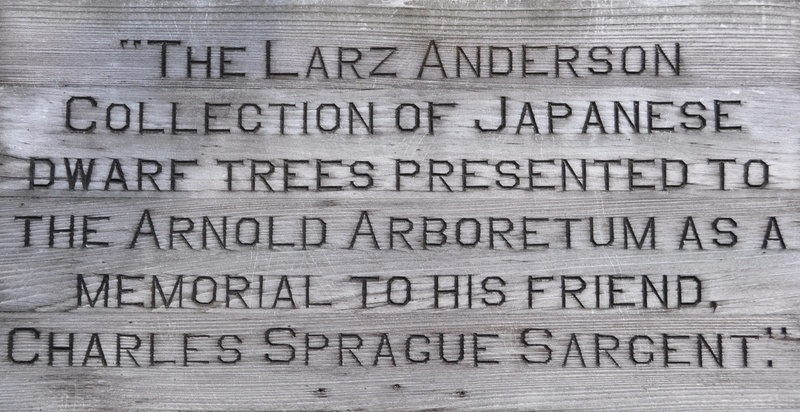 "The Larz Anderson
Collection of Japanese
dwarf trees presented to
the Arnold Arboretum as a
memorial to his friend,
Charles Sprague Sargent."